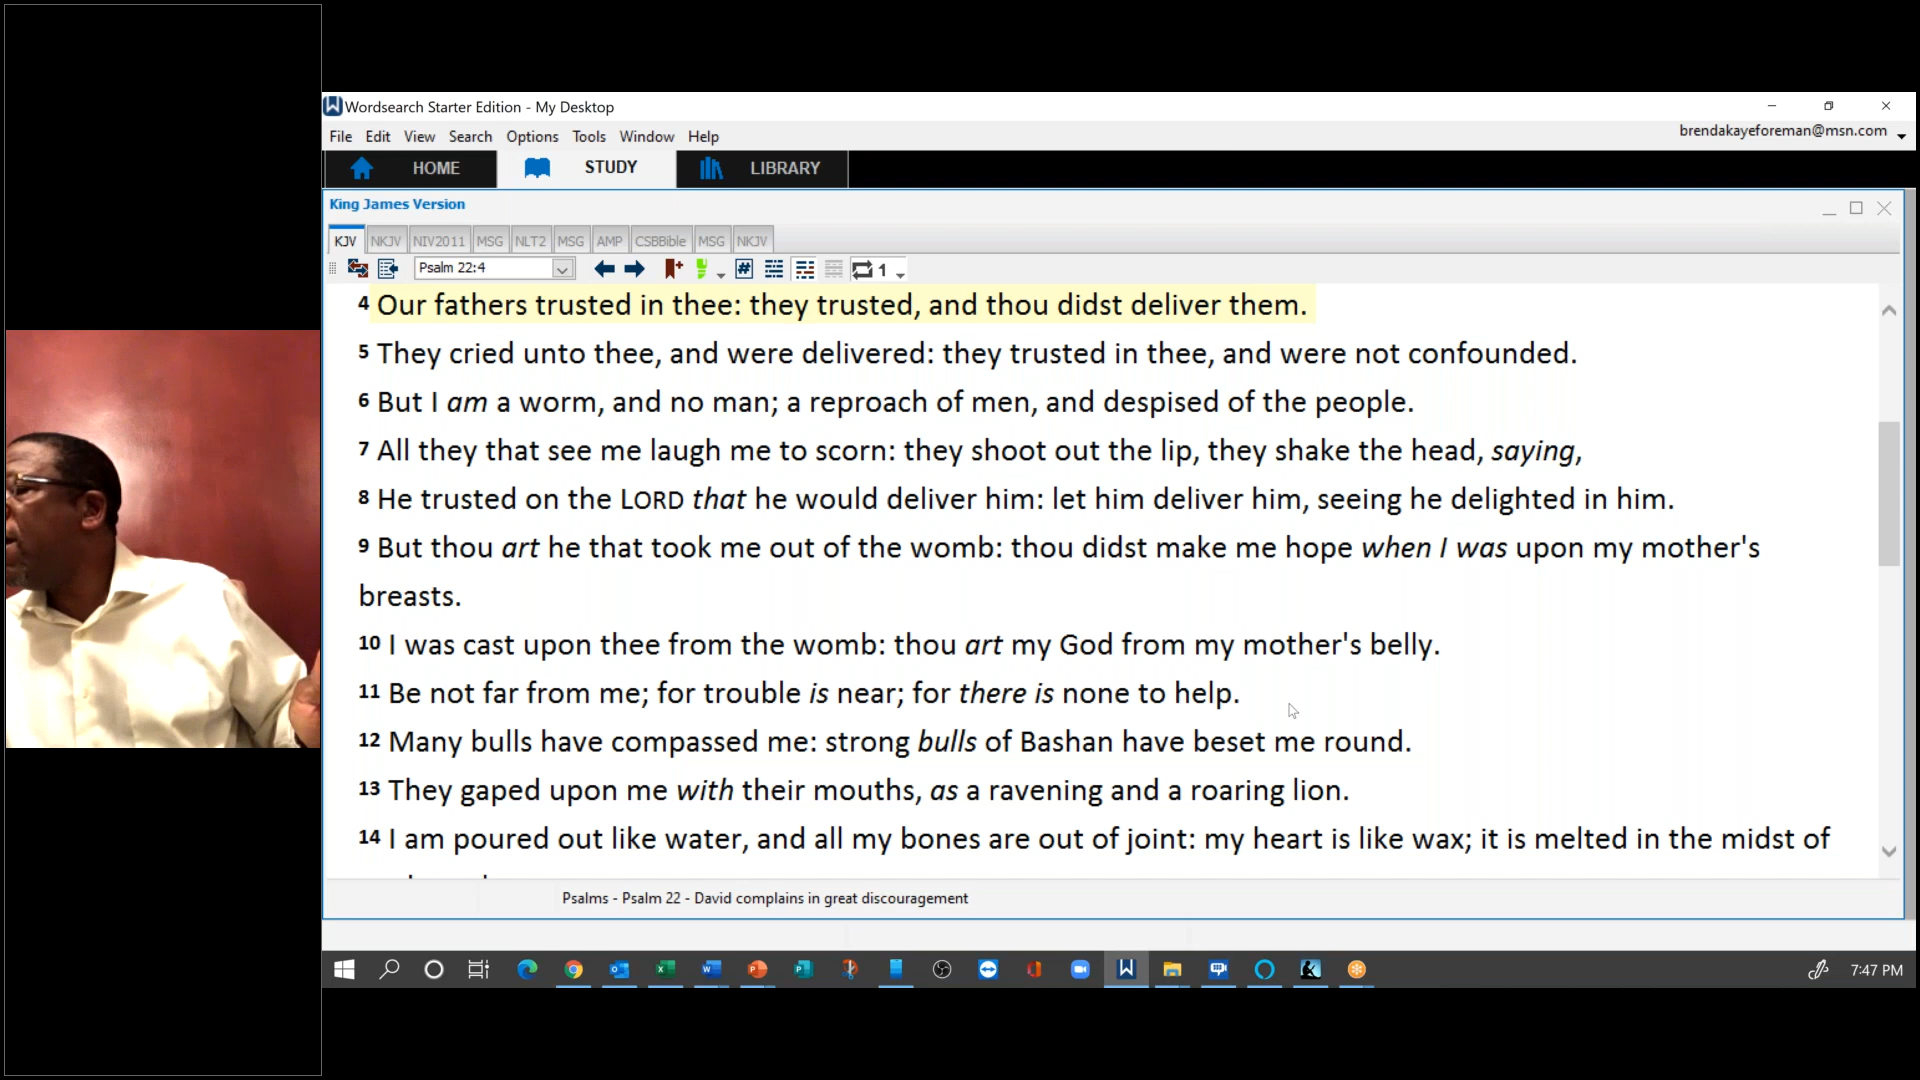 Wordsearch Starter Edition - My Desktop
File Edit View Search Options Tools Window Help
brendakayeforeman@msn.com
HOME STUDY LIBRARY
King James Version
KJV NKJV NIV2011 MSG NLT2 MSG AMP CSBBible MSG NKJV
Psalm 22:4
1
4 Our fathers trusted in thee: they trusted, and thou didst deliver them.
5 They cried unto thee, and were delivered: they trusted in thee, and were not confounded.
6 But I am a worm, and no man; a reproach of men, and despised of the people.
7 All they that see me laugh me to scorn: they shoot out the lip, they shake the head, saying,
8 He trusted on the LORD that he would deliver him: let him deliver him, seeing he delighted in him.
9 But thou art he that took me out of the womb: thou didst make me hope when I was upon my mother's
breasts.
10 I was cast upon thee from the womb: thou art my God from my mother's belly.
11 Be not far from me; for trouble is near; for there is none to help.
12 Many bulls have compassed me: strong bulls of Bashan have beset me round.
13 They gaped upon me with their mouths, as a ravening and a roaring lion.
14 I am poured out like water, and all my bones are out of joint: my heart is like wax; it is melted in the midst of
Psalms - Psalm 22 - David complains in great discouragement
7:47 PM